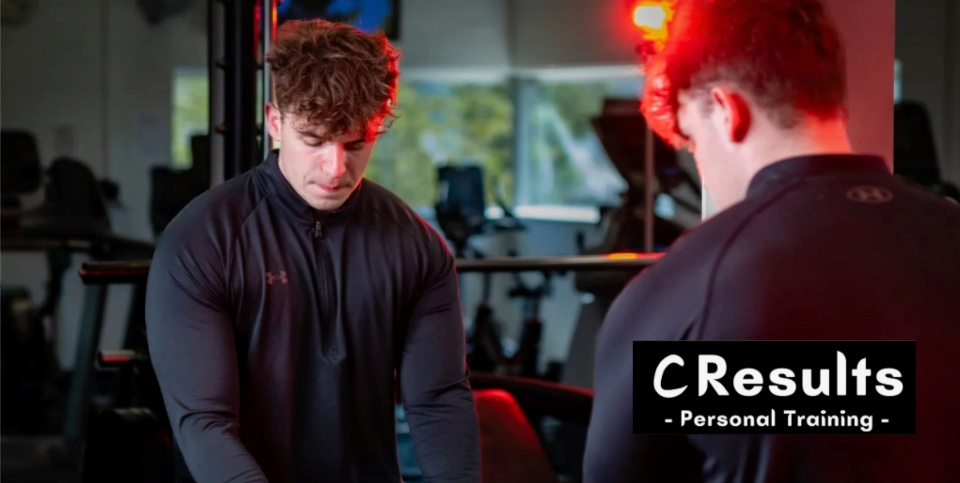 CResults
- Personal Training -